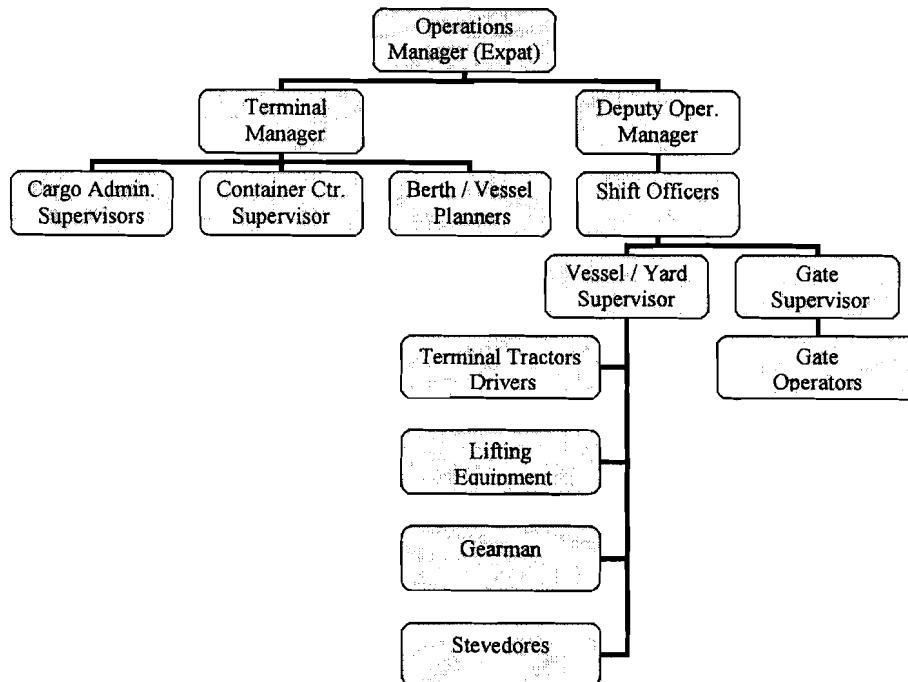 Operations
Manager (Expat)
Terminal
Manager
Deputy Oper.
Manager
Cargo Admin.
Supervisors
Container Ctr.
Supervisor
Berth / Vessel
Planners
Shift Officers
Vessel / Yard
Supervisor
Gate
Supervisor
Terminal Tractors
Drivers
Gate
Operators
Lifting
Equipment
Gearman
Stevedores